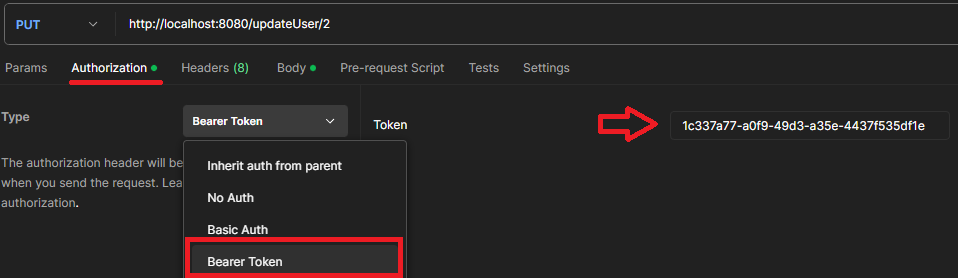 PUT http://localhost:8080/updateUser/2
Params Authorization Headers (8) Body Pre-request Script Tests Settings
Type Bearer Token Token 1c337a77-a0f9-49d3-a35e-4437f535df1e
The authorization header will be
when you send the request. Lea
authorization.
Inherit auth from parent
No Auth
Basic Auth
Bearer Token